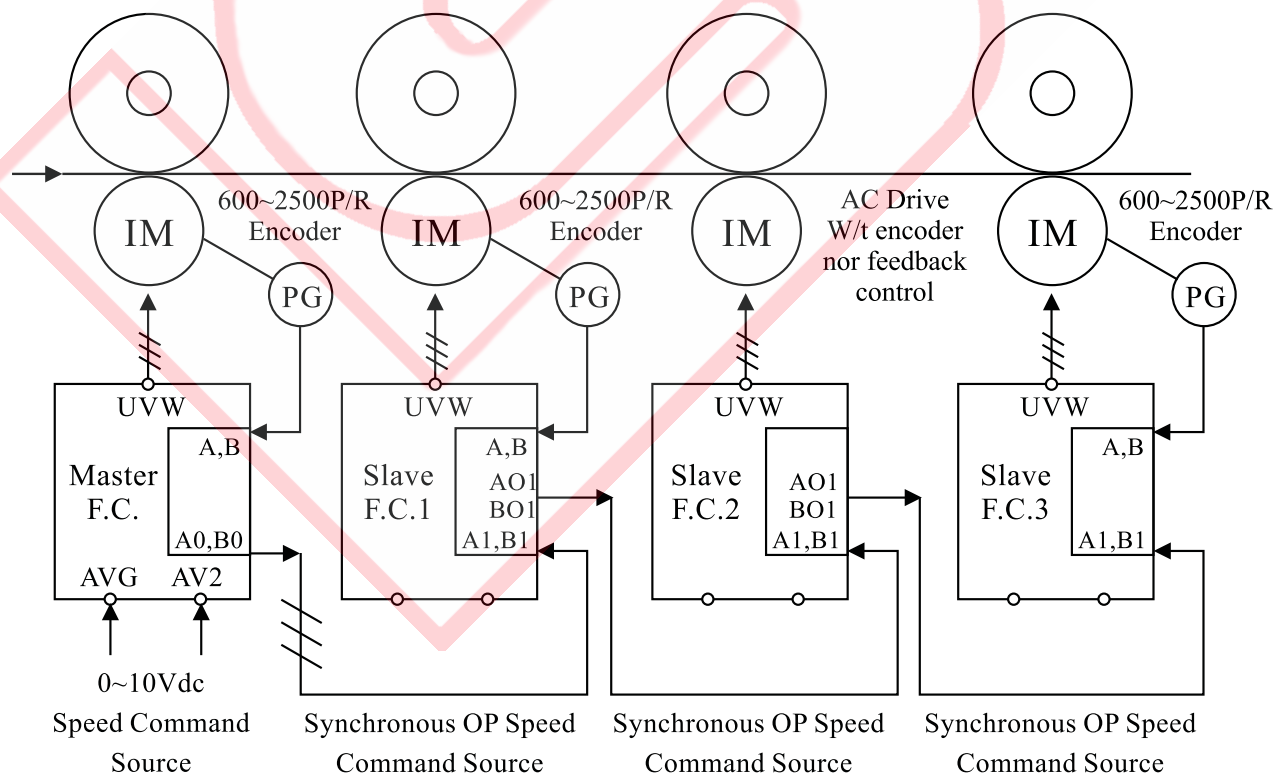 IM
600~2500P/R
Encoder
PG
UVW
A,B
Master
F.C.
A0,B0
AVG
AV2
0~10Vdc
Speed Command
Source
IM
600~2500P/R
Encoder
PG
UVW
A,B
Slave
F.C.1
AO1
BO1
A1,B1
Synchronous OP Speed
Command Source
IM
AC Drive
W/t encoder
nor feedback
control
UVW
Slave
F.C.2
AO1
BO1
A1,B1
Synchronous OP Speed
Command Source
IM
600~2500P/R
Encoder
PG
UVW
A,B
Slave
F.C.3
A1,B1
Synchronous OP Speed
Command Source